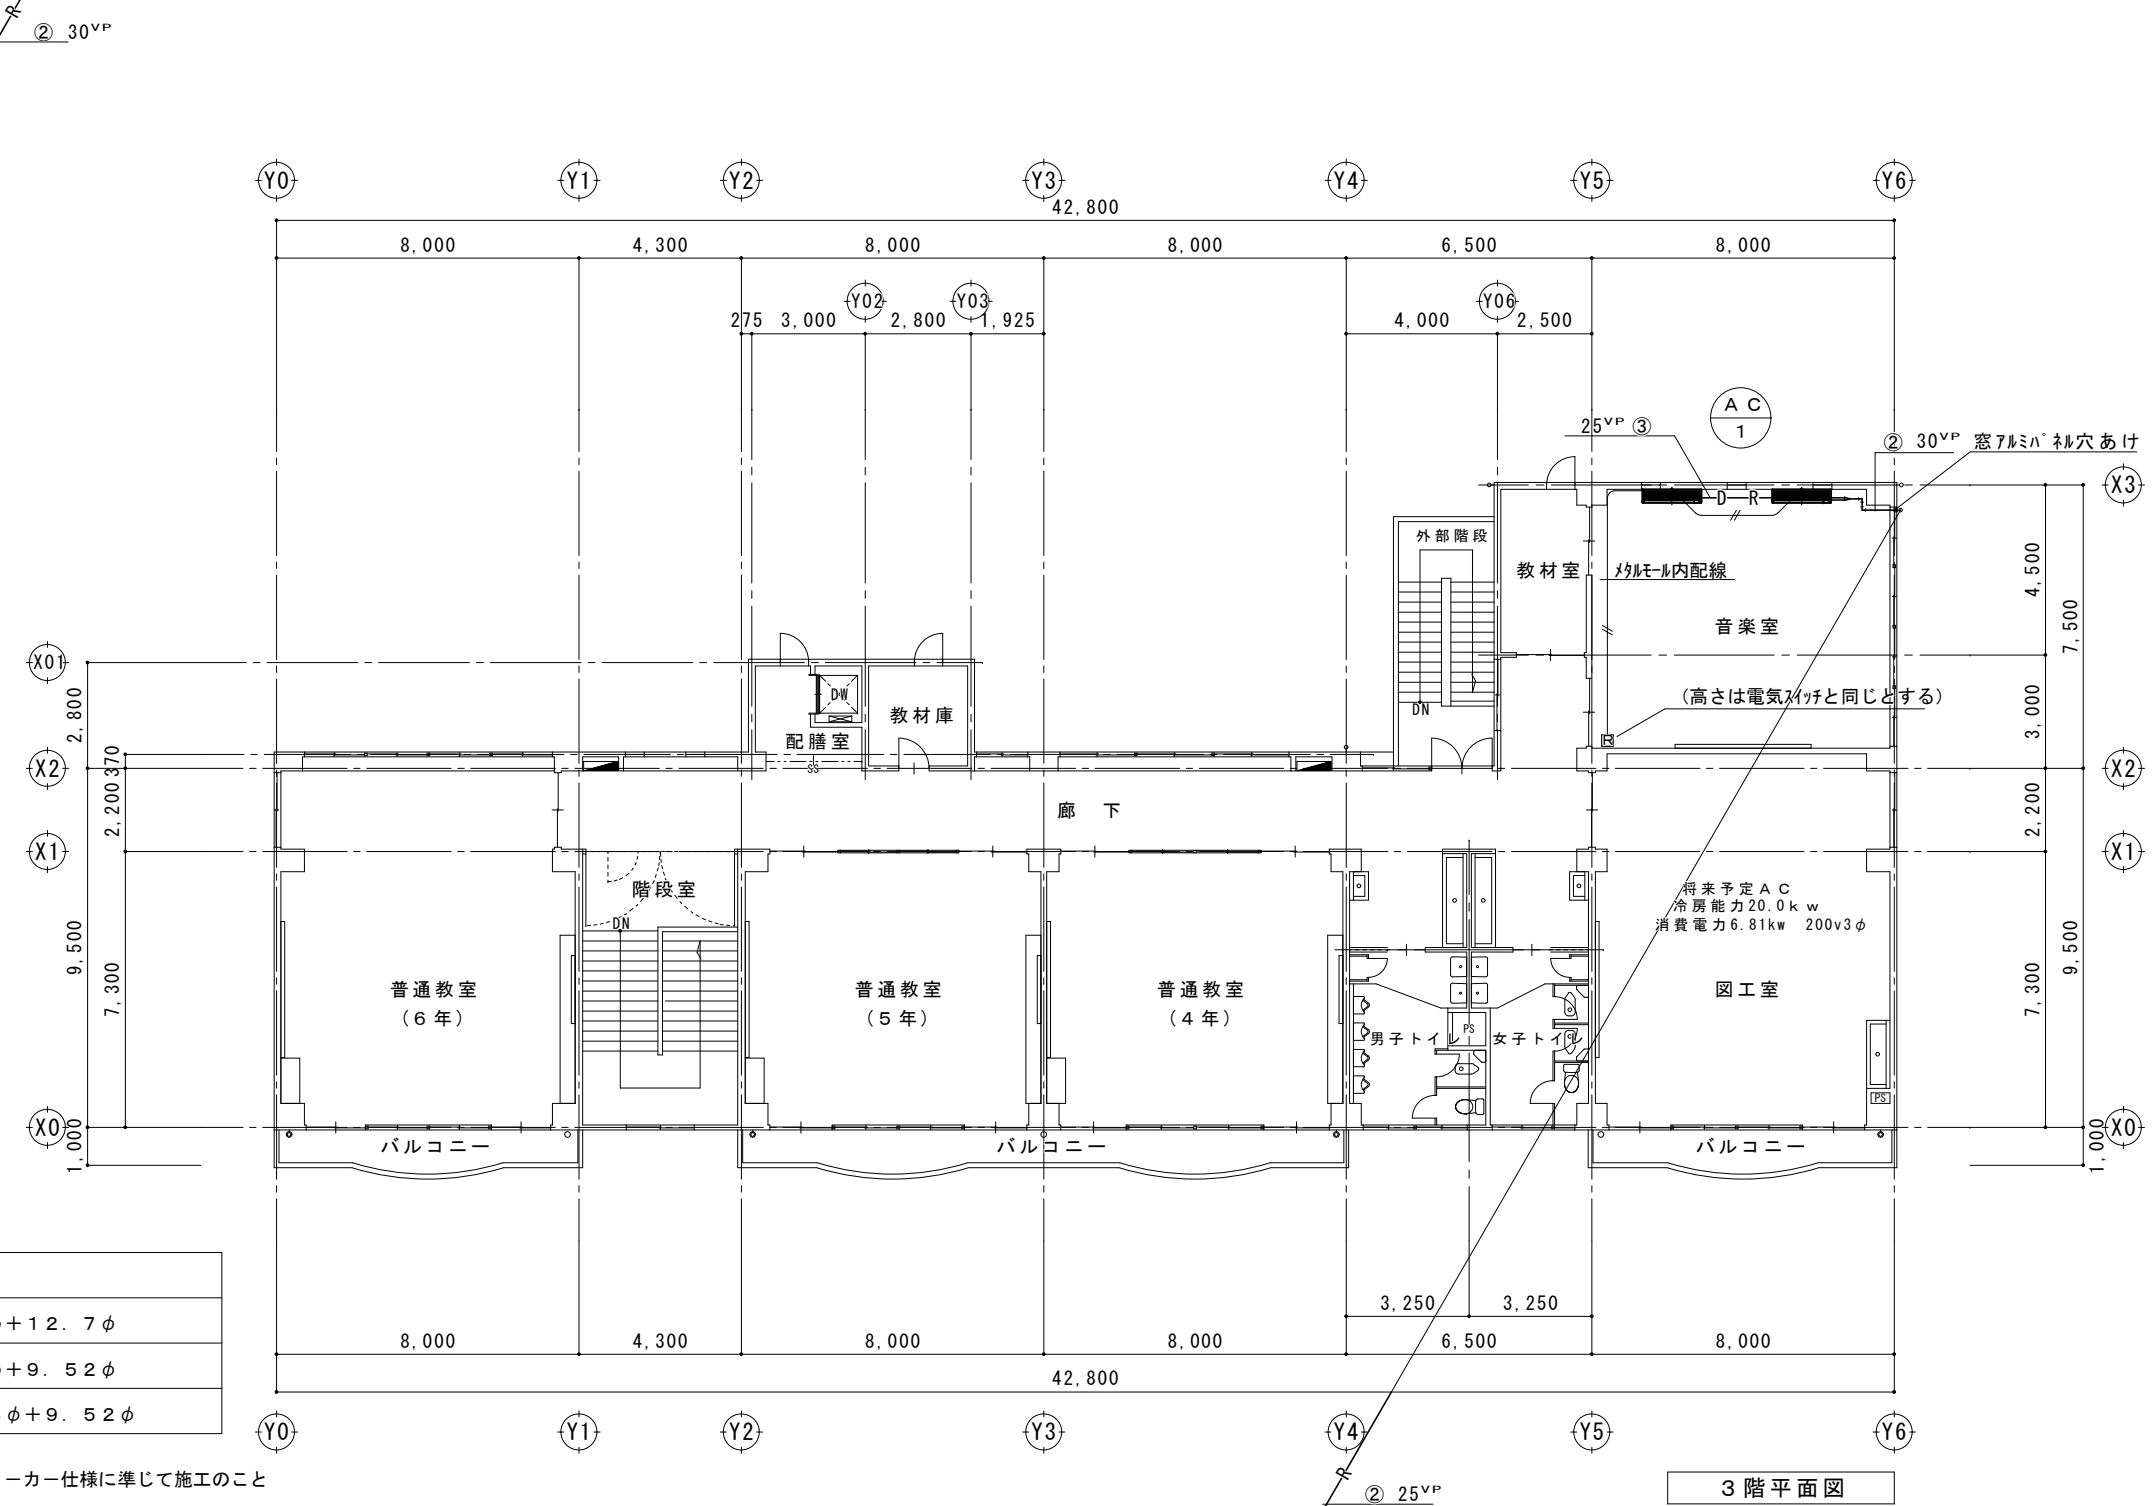 R
② 30VP
Y0 Y1 Y2 Y3 Y4 Y5 Y6
42,800
8,000 4,300 8,000 8,000 6,500 8,000
Y02 Y03 Y06
275 3,000 2,800 1,925 4,000 2,500
AC
1
25VP ③
② 30VP 窓アルミパネル穴あけ
X3
D R
外部階段
教材室
メタルモール内配線
音楽室
4,500
7,500
3,000
X01
2,800
DW
教材庫
配膳室
SS
DN
(高さは電気スイッチと同じとする)
R
370
X2
X2
2,200
廊 下
2,200
X1
X1
階段室
DN
将来予定AC
冷房能力20.0kw
消費電力6.81kw 200v3φ
9,500
7,300
普通教室
(6年)
普通教室
(5年)
普通教室
(4年)
図工室
7,300
9,500
男子トイレ
PS
女子トイレ
PS
X0
X0
1,000
バルコニー
バルコニー
バルコニー
1,000
3,250 3,250
+12.7φ
+9.52φ
φ+9.52φ
8,000 4,300 8,000 8,000 6,500 8,000
42,800
Y0 Y1 Y2 Y3 Y4 Y5 Y6
ーカー仕様に準じて施工のこと
R
② 25VP
3階平面図